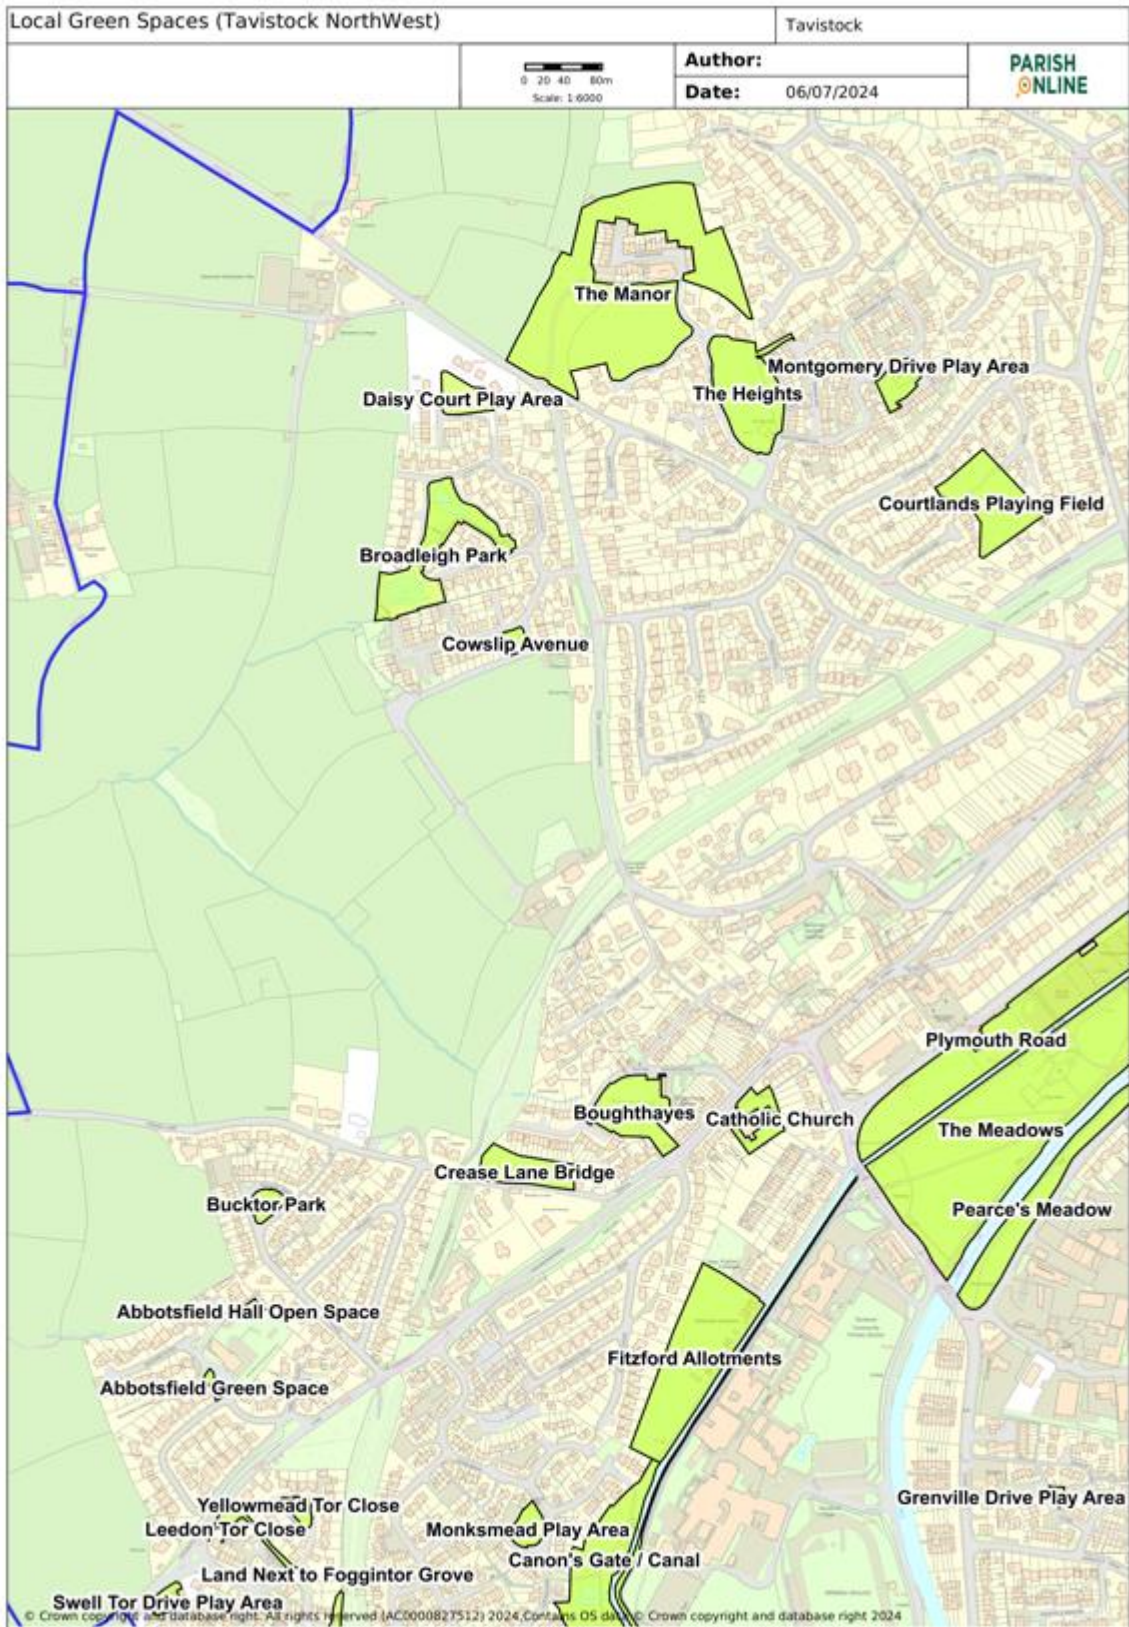 Local Green Spaces (Tavistock NorthWest)
Tavistock
0 20 40 80m
Scale: 1:6000
Author:
Date: 06/07/2024
PARISH
ONLINE
The Manor
Montgomery Drive Play Area
Daisy Court Play Area
The Heights
Courtlands Playing Field
Broadleigh Park
Cowslip Avenue
Plymouth Road
Boughthayes
Catholic Church
The Meadows
Crease Lane Bridge
Bucktor Park
Pearce's Meadow
Abbotsfield Hall Open Space
Fitzford Allotments
Abbotsfield Green Space
Grenville Drive Play Area
Yellowmead Tor Close
Leedon Tor Close
Monksmead Play Area
Canon's Gate / Canal
Land Next to Foggintor Grove
Swell Tor Drive Play Area
© Crown copyright and database right. All rights reserved (AC0000827512) 2024,Contains OS data © Crown copyright and database right 2024